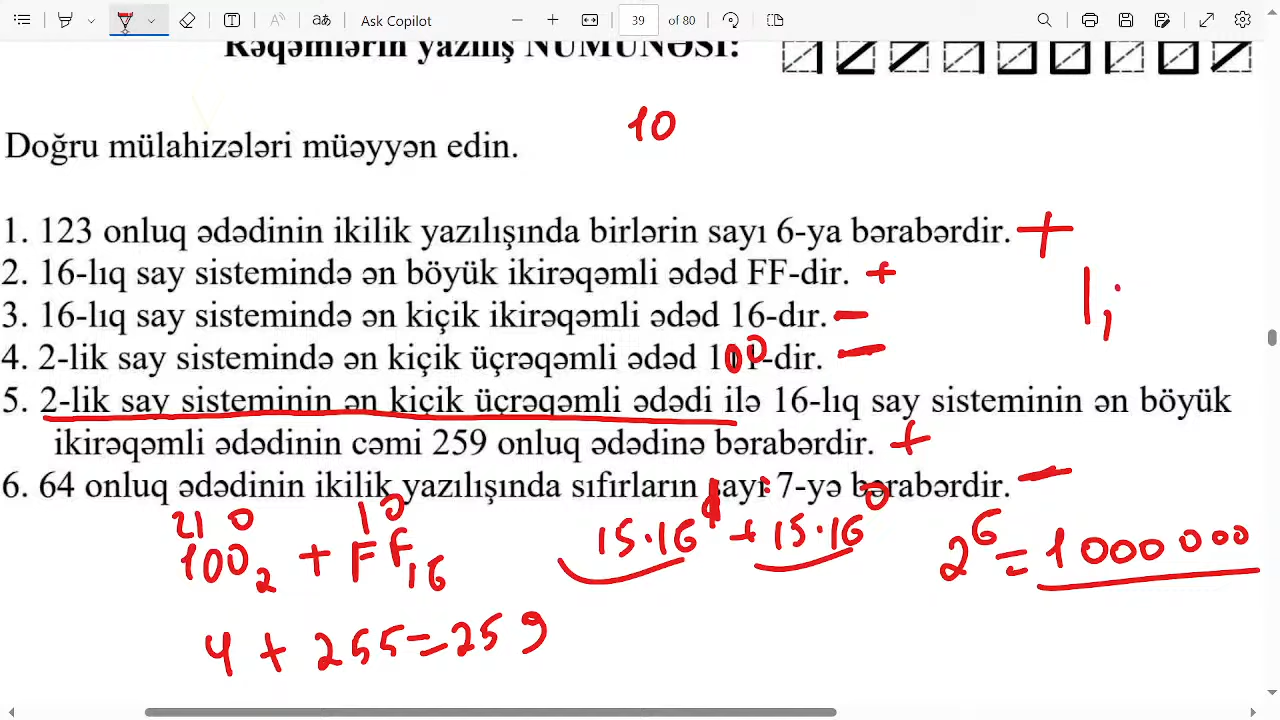 Ask Copilot 39 of 80
Rəqəmlərin yazılış NÜMUNƏSİ:
10
Doğru mülahizələri müəyyən edin.
1. 123 onluq ədədinin ikilik yazılışında birlərin sayı 6-ya bərabərdir. +
2. 16-lıq say sistemində ən böyük ikirəqəmli ədəd FF-dir. +
1;
3. 16-lıq say sistemində ən kiçik ikirəqəmli ədəd 16-dır. −
4. 2-lik say sistemində ən kiçik üçrəqəmli ədəd 100-dir. −
5. 2-lik say sisteminin ən kiçik üçrəqəmli ədədi ilə 16-lıq say sisteminin ən böyük
ikirəqəmli ədədinin cəmi 259 onluq ədədinə bərabərdir. +
6. 64 onluq ədədinin ikilik yazılışında sıfırların sayı 7-yə bərabərdir. −
21 0 1 0
100₂ + FF₁₆ 15·16¹ + 15·16⁰ 2⁶ = 1000000
4 + 255 = 259